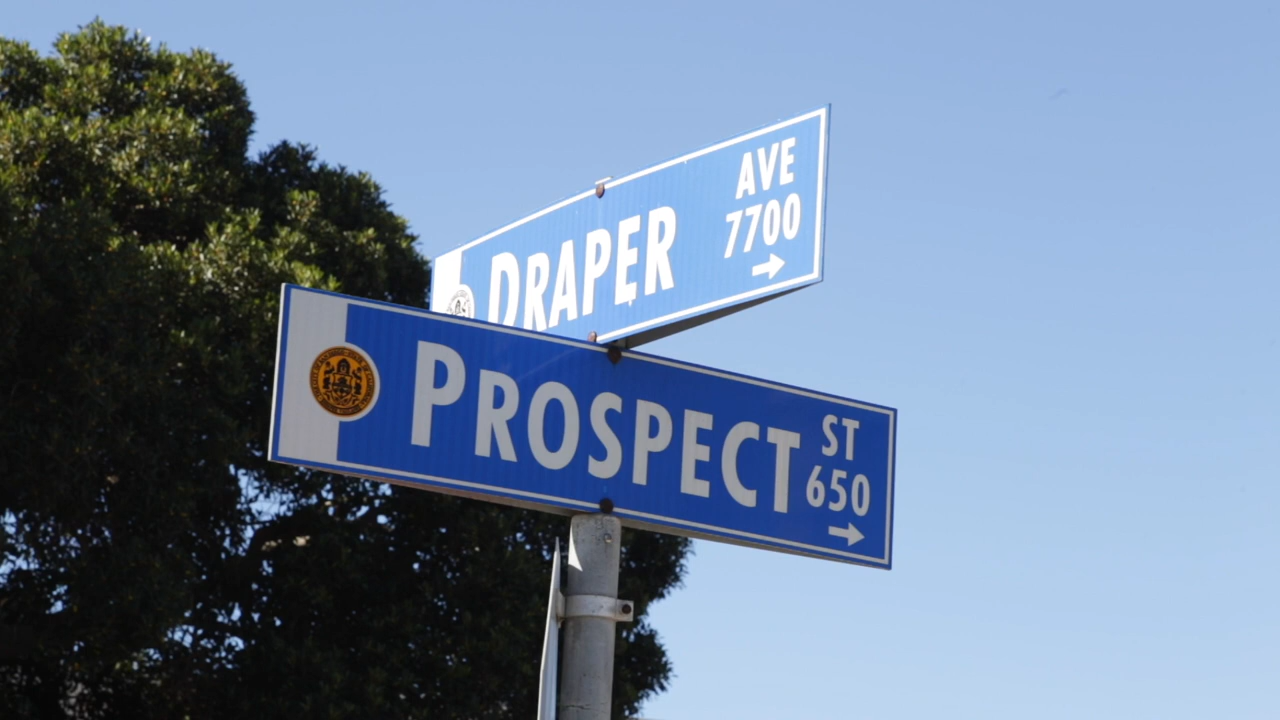 DRAPER
AVE
7700
→
PROSPECT
ST
650
→